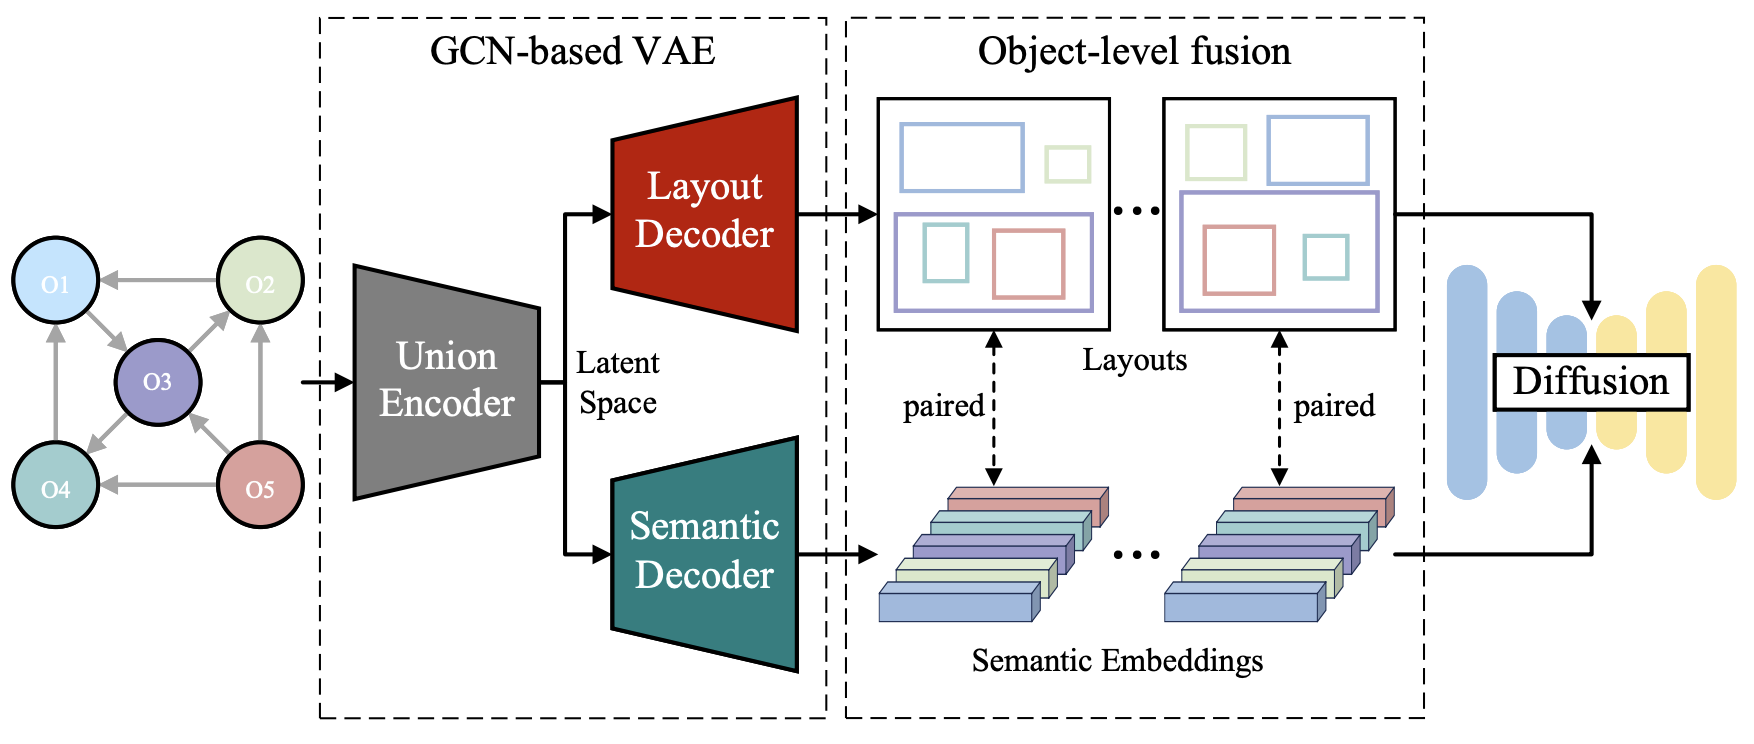 GCN-based VAE
Object-level fusion
Layout
Decoder
O1
O2
O3
O4
O5
Union
Encoder
Latent
Space
Layouts
paired
paired
Diffusion
Semantic
Decoder
Semantic Embeddings